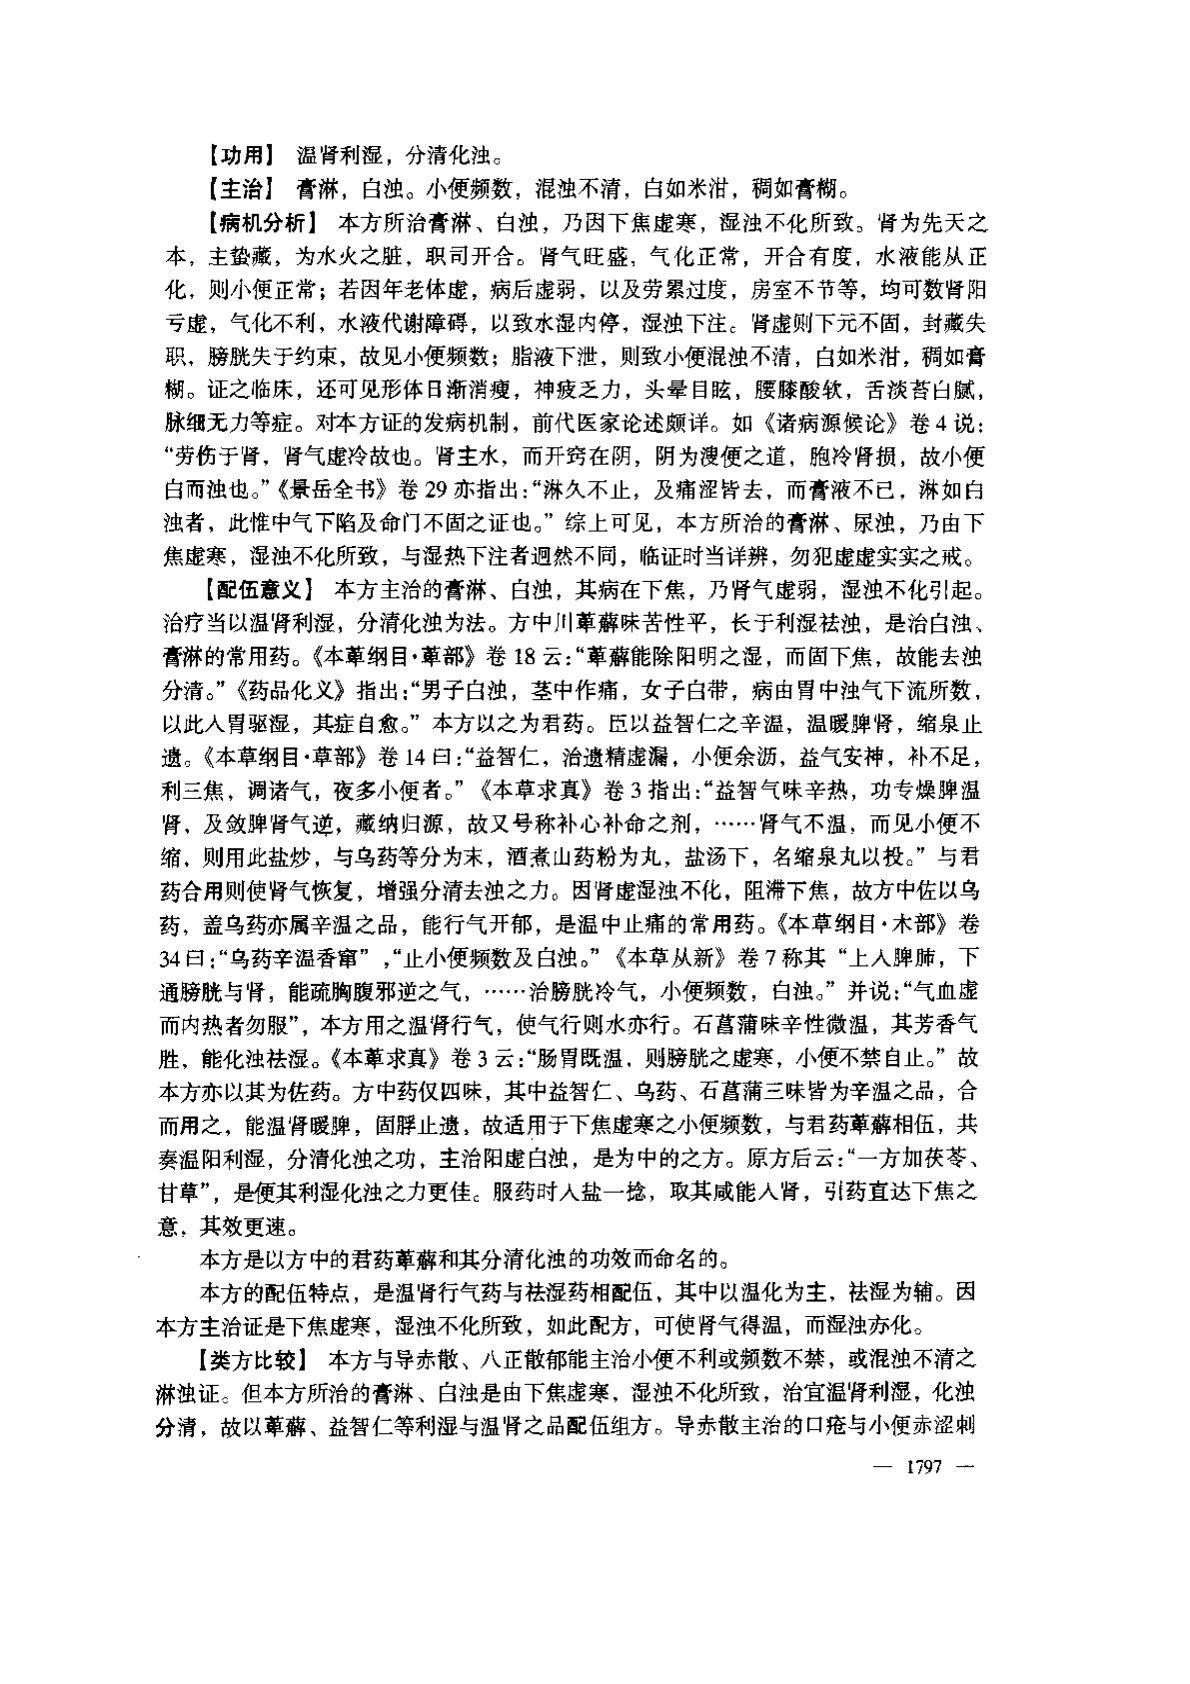 【功用】 温肾利湿，分清化浊。
【主治】 膏淋，白浊。小便频数，混浊不清，白如米泔，稠如膏糊。
【病机分析】 本方所治膏淋、白浊，乃因下焦虚寒，湿浊不化所致。肾为先天之
本，主蛰藏，为水火之脏，职司开合。肾气旺盛，气化正常，开合有度，水液能从正
化，则小便正常；若因年老体虚，病后虚弱，以及劳累过度，房室不节等，均可数肾阳
亏虚，气化不利，水液代谢障碍，以致水湿内停，湿浊下注。肾虚则下元不固，封藏失
职，膀胱失于约束，故见小便频数；脂液下泄，则致小便混浊不清，白如米泔，稠如膏
糊。证之临床，还可见形体日渐消瘦，神疲乏力，头晕目眩，腰膝酸软，舌淡苔白腻，
脉细无力等症。对本方证的发病机制，前代医家论述颇详。如《诸病源候论》卷 4 说：
“劳伤于肾，肾气虚冷故也。肾主水，而开窍在阴，阴为溲便之道，胞冷肾损，故小便
白而浊也。”《景岳全书》卷 29 亦指出：“淋久不止，及痛涩皆去，而膏液不已，淋如白
浊者，此惟中气下陷及命门不固之证也。” 综上可见，本方所治的膏淋、尿浊，乃由下
焦虚寒，湿浊不化所致，与湿热下注者迥然不同，临证时当详辨，勿犯虚虚实实之戒。
【配伍意义】 本方主治的膏淋、白浊，其病在下焦，乃肾气虚弱，湿浊不化引起。
治疗当以温肾利湿，分清化浊为法。方中川萆薢味苦性平，长于利湿祛浊，是治白浊、
膏淋的常用药。《本萆纲目·萆部》卷 18 云：“萆薢能除阳明之湿，而固下焦，故能去浊
分清。”《药品化义》指出：“男子白浊，茎中作痛，女子白带，病由胃中浊气下流所数，
以此人胃驱湿，其症自愈。” 本方以之为君药。臣以益智仁之辛温，温暖脾肾，缩泉止
遗。《本草纲目·草部》卷 14 曰：“益智仁，治遗精虚漏，小便余沥，益气安神，补不足，
利三焦，调诸气，夜多小便者。” 《本草求真》卷 3 指出：“益智气味辛热，功专燥脾温
肾，及敛脾肾气逆，藏纳归源，故又号称补心补命之剂，……肾气不温，而见小便不
缩，则用此盐炒，与乌药等分为末，酒煮山药粉为丸，盐汤下，名缩泉丸以投。” 与君
药合用则使肾气恢复，增强分清去浊之力。因肾虚湿浊不化，阻滞下焦，故方中佐以乌
药，盖乌药亦属辛温之品，能行气开郁，是温中止痛的常用药。《本草纲目·木部》卷
34 曰：“乌药辛温香窜”，“止小便频数及白浊。” 《本草从新》卷 7 称其 “上人脾肺，下
通膀胱与肾，能疏胸腹邪逆之气，……治膀胱冷气，小便频数，白浊。” 并说：“气血虚
而内热者勿服”，本方用之温肾行气，使气行则水亦行。石菖蒲味辛性微温，其芳香气
胜，能化浊祛湿。《本萆求真》卷 3 云：“肠胃既温，则膀胱之虚寒，小便不禁自止。” 故
本方亦以其为佐药。方中药仅四味，其中益智仁、乌药、石菖蒲三味皆为辛温之品，合
而用之，能温肾暖脾，固脬止遗，故适用于下焦虚寒之小便频数，与君药萆薢相伍，共
奏温阳利湿，分清化浊之功，主治阳虚白浊，是为中的之方。原方后云：“一方加茯苓、
甘草”，是便其利湿化浊之力更佳。服药时人盐一捻，取其咸能人肾，引药直达下焦之
意，其效更速。
本方是以方中的君药萆薢和其分清化浊的功效而命名的。
本方的配伍特点，是温肾行气药与祛湿药相配伍，其中以温化为主，祛湿为辅。因
本方主治证是下焦虚寒，湿浊不化所致，如此配方，可使肾气得温，而湿浊亦化。
【类方比较】 本方与导赤散、八正散郁能主治小便不利或频数不禁，或混浊不清之
淋浊证。但本方所治的膏淋、白浊是由下焦虚寒，湿浊不化所致，治宜温肾利湿，化浊
分清，故以萆薢、益智仁等利湿与温肾之品配伍组方。导赤散主治的口疮与小便赤涩刺
— 1797 —